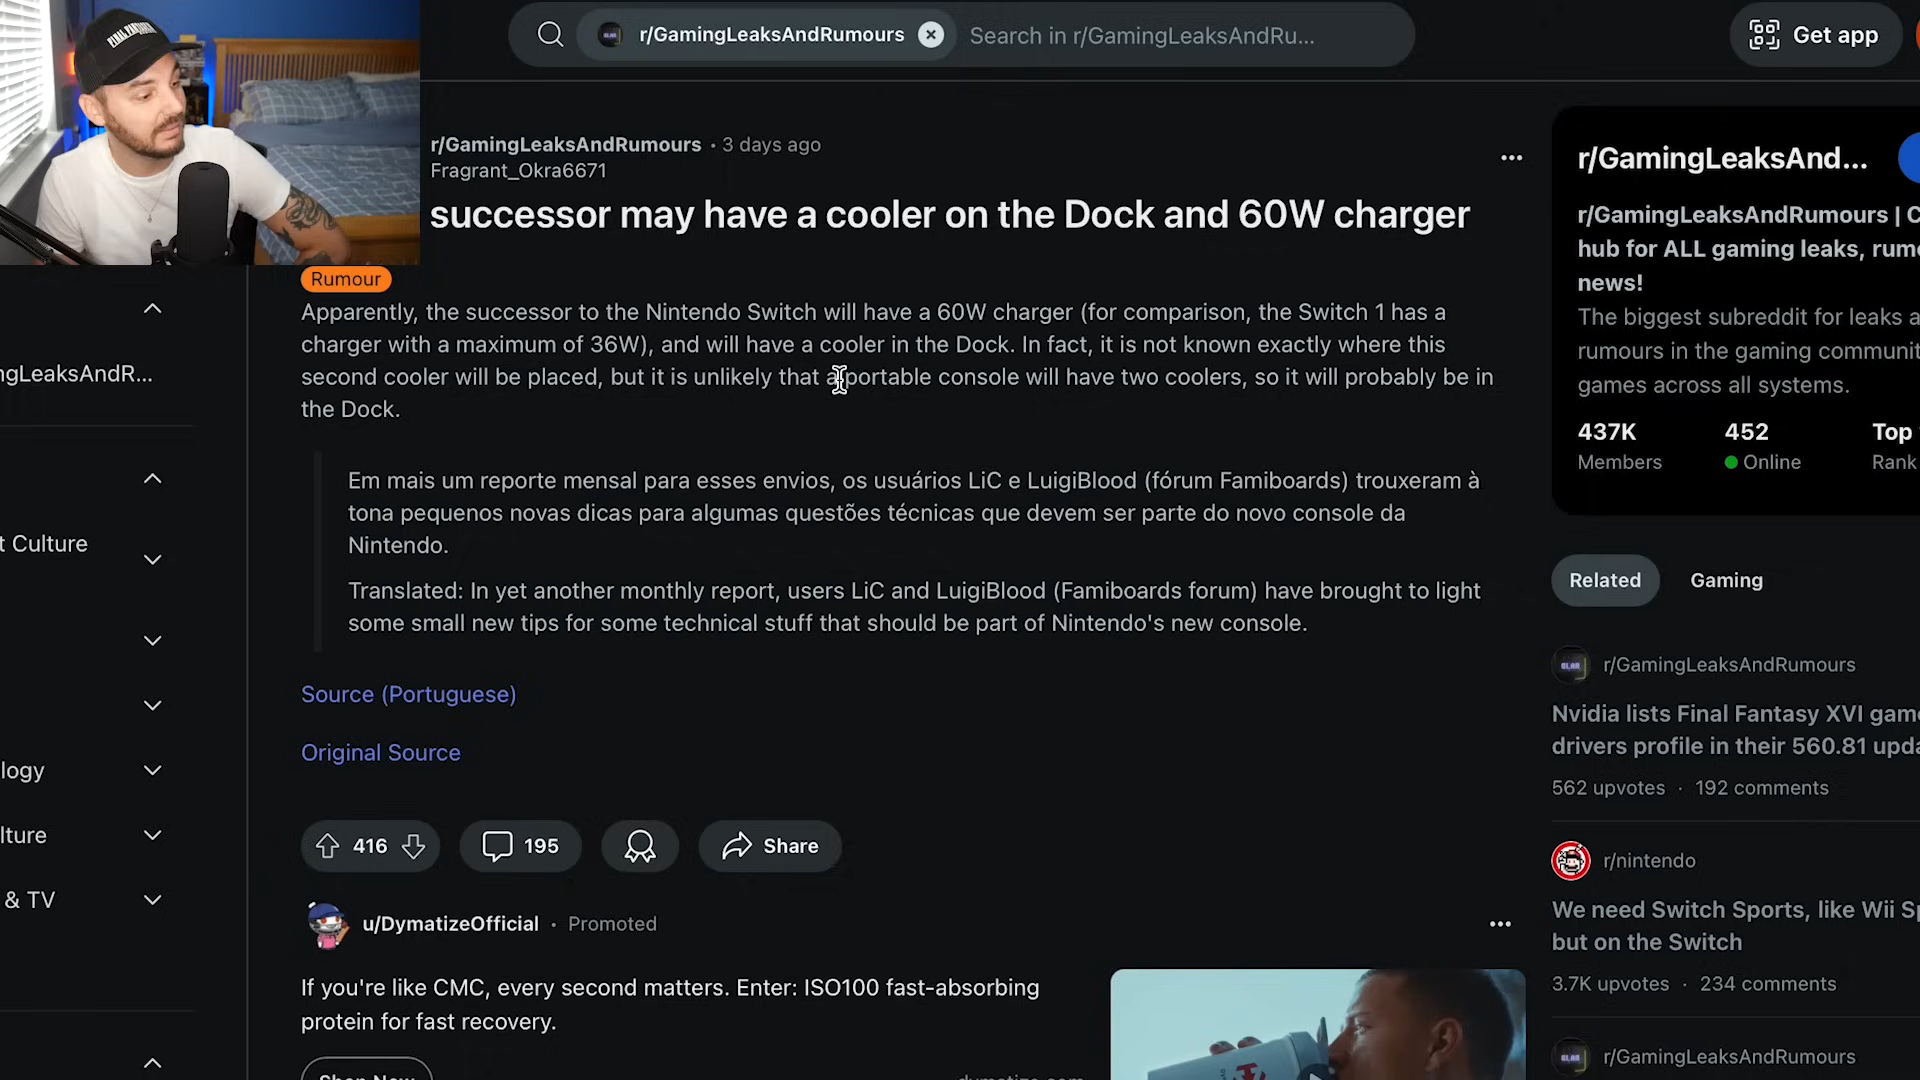 FINAL FANTASY
r/GamingLeaksAndRumours
Search in r/GamingLeaksAndRu...
Get app
r/GamingLeaksAndRumours • 3 days ago
Fragrant_Okra6671
successor may have a cooler on the Dock and 60W charger
Rumour
Apparently, the successor to the Nintendo Switch will have a 60W charger (for comparison, the Switch 1 has a
charger with a maximum of 36W), and will have a cooler in the Dock. In fact, it is not known exactly where this
second cooler will be placed, but it is unlikely that a portable console will have two coolers, so it will probably be in
the Dock.
Em mais um reporte mensal para esses envios, os usuários LiC e LuigiBlood (fórum Famiboards) trouxeram à
tona pequenos novas dicas para algumas questões técnicas que devem ser parte do novo console da
Nintendo.
Translated: In yet another monthly report, users LiC and LuigiBlood (Famiboards forum) have brought to light
some small new tips for some technical stuff that should be part of Nintendo's new console.
Source (Portuguese)
Original Source
416
195
Share
u/DymatizeOfficial • Promoted
If you're like CMC, every second matters. Enter: ISO100 fast-absorbing
protein for fast recovery.
Shop Now
dymatize.com
ngLeaksAndR...
t Culture
logy
lture
& TV
r/GamingLeaksAnd...
r/GamingLeaksAndRumours | C
hub for ALL gaming leaks, rumo
news!
The biggest subreddit for leaks a
rumours in the gaming communit
games across all systems.
437K
452
Top
Members
Online
Rank
Related
Gaming
r/GamingLeaksAndRumours
Nvidia lists Final Fantasy XVI game
drivers profile in their 560.81 upda
562 upvotes · 192 comments
r/nintendo
We need Switch Sports, like Wii Sp
but on the Switch
3.7K upvotes · 234 comments
r/GamingLeaksAndRumours